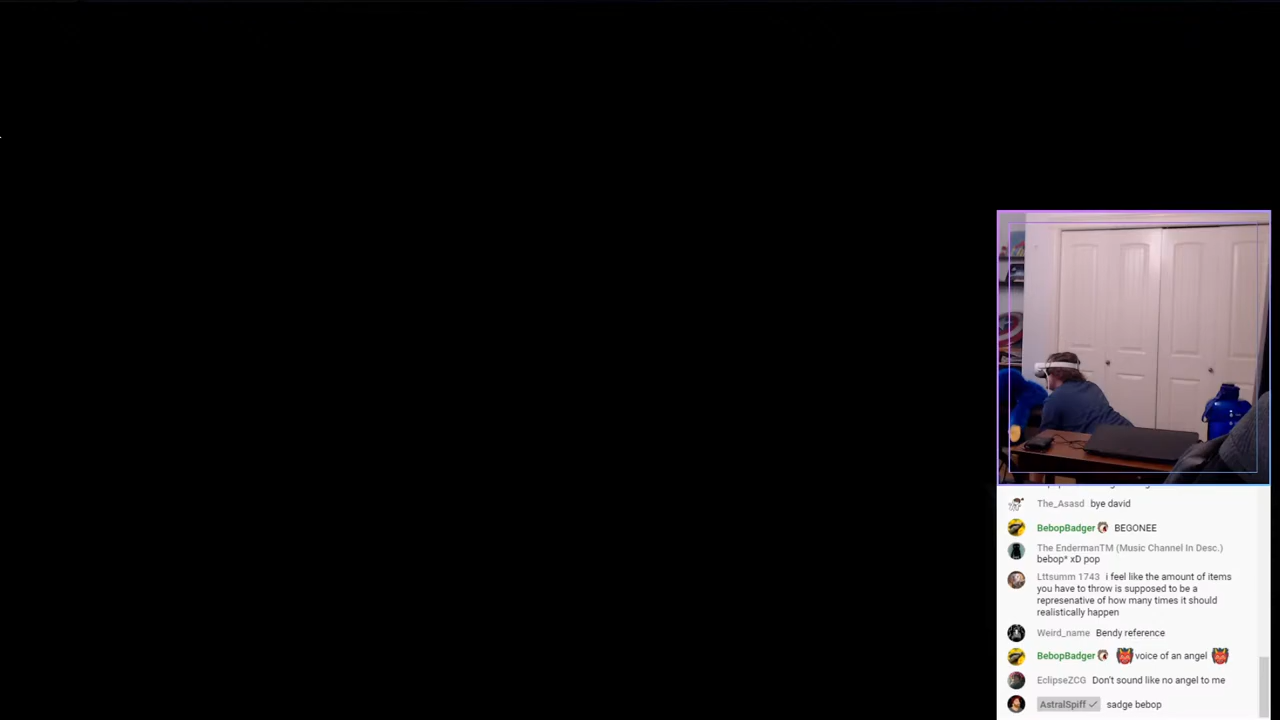 The_Asasd bye david
BebopBadger BEGONEE
The EndermanTM (Music Channel In Desc.)
bebop* xD pop
Lttsumm 1743 i feel like the amount of items
you have to throw is supposed to be a
represenative of how many times it should
realistically happen
Weird_name Bendy reference
BebopBadger voice of an angel
EclipseZCG Don't sound like no angel to me
AstralSpiff sadge bebop